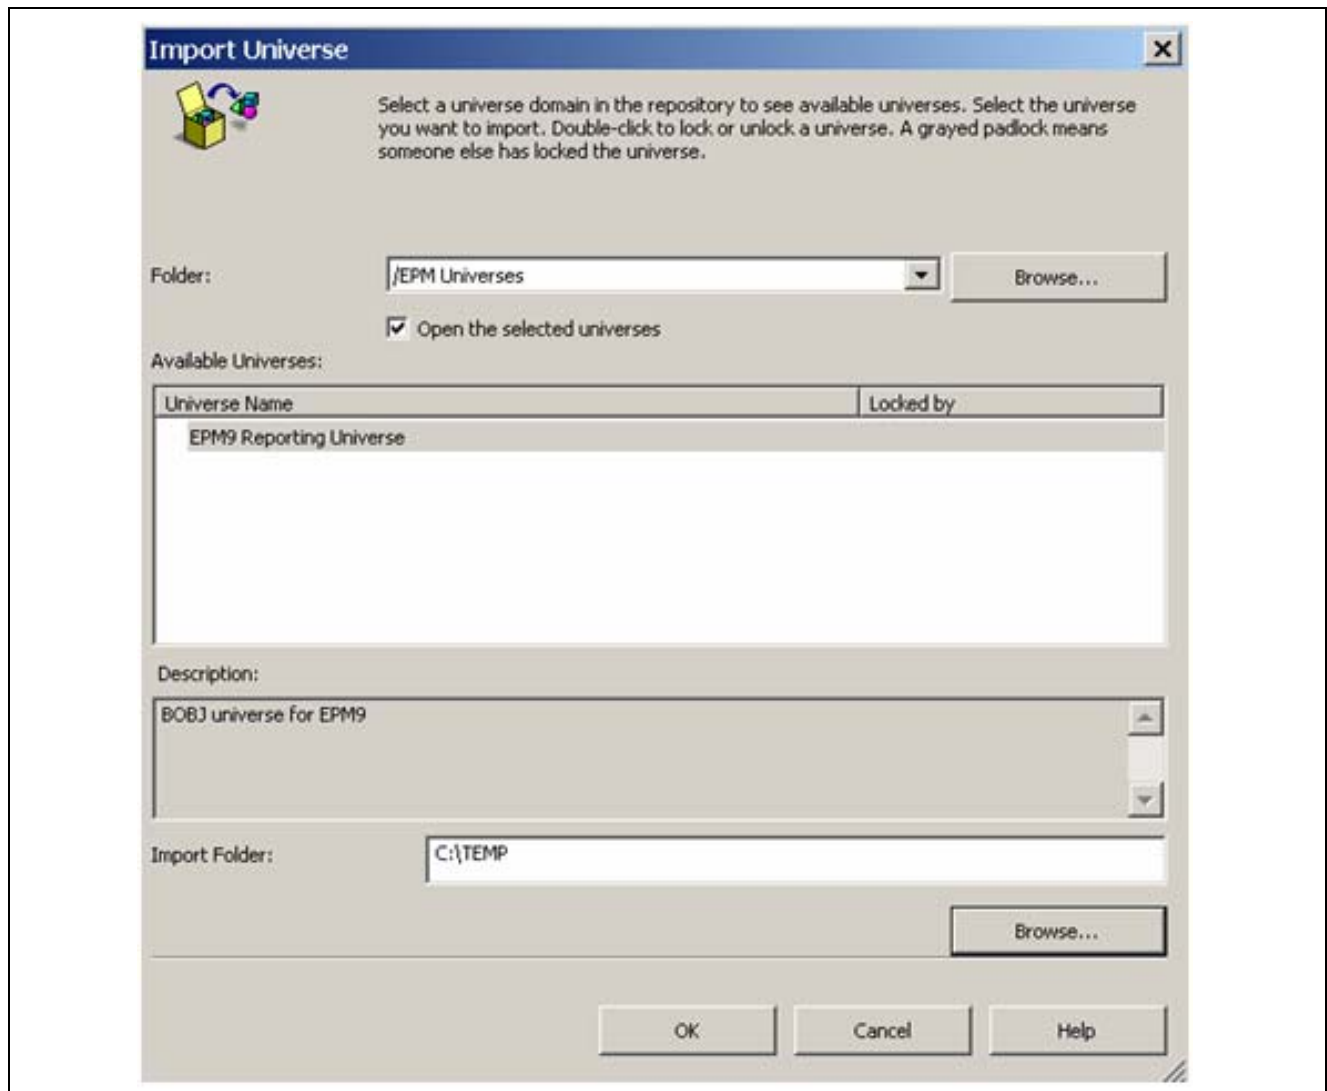 Import Universe
Select a universe domain in the repository to see available universes. Select the universe
you want to import. Double-click to lock or unlock a universe. A grayed padlock means
someone else has locked the universe.
Folder:
/EPM Universes
Browse...
Open the selected universes
Available Universes:
Universe Name
Locked by
EPM9 Reporting Universe
Description:
BOBJ universe for EPM9
Import Folder:
C:\TEMP
Browse...
OK
Cancel
Help